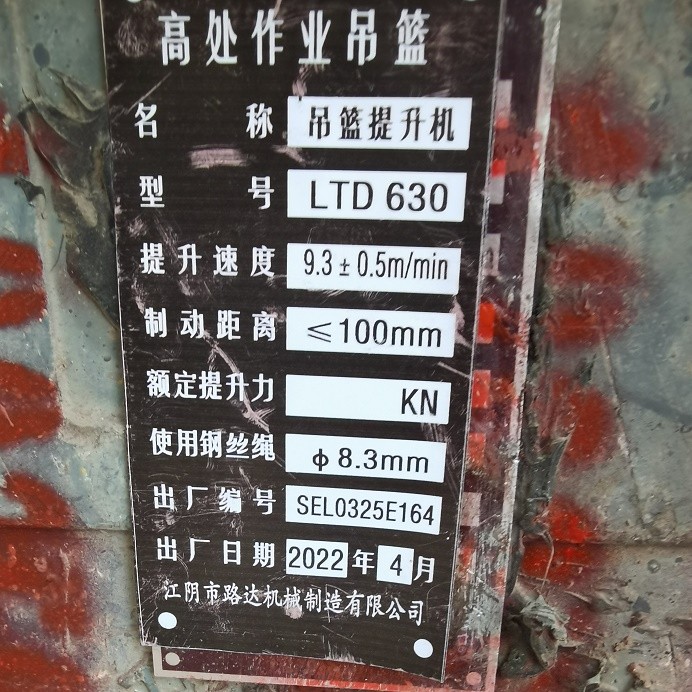 高处作业吊篮
名称 吊篮提升机
型号 LTD 630
提升速度 9.3±0.5m/min
制动距离 ≤100mm
额定提升力 KN
使用钢丝绳 ф8.3mm
出厂编号 SEL0325E164
出厂日期 2022年4月
江阴市路达机械制造有限公司